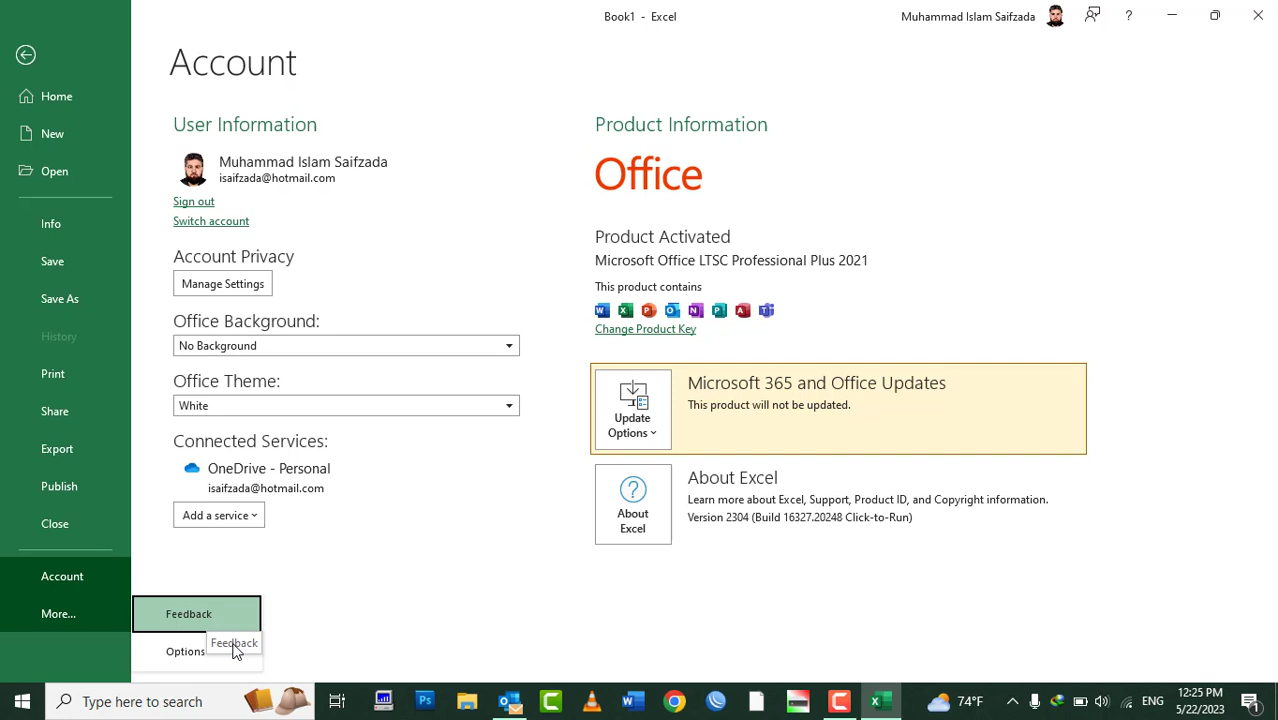 Book1 - Excel
Muhammad Islam Saifzada
?
Account
Home
New
Open
Info
Save
Save As
History
Print
Share
Export
Publish
Close
Account
More...
User Information
Muhammad Islam Saifzada
isaifzada@hotmail.com
Sign out
Switch account
Account Privacy
Manage Settings
Office Background:
No Background
Office Theme:
White
Connected Services:
OneDrive - Personal
isaifzada@hotmail.com
Add a service
Feedback
Feedback
Options
Product Information
Office
Product Activated
Microsoft Office LTSC Professional Plus 2021
This product contains
Change Product Key
Update Options
Microsoft 365 and Office Updates
This product will not be updated.
About Excel
About Excel
Learn more about Excel, Support, Product ID, and Copyright information.
Version 2304 (Build 16327.20248 Click-to-Run)
Type here to search
74°F
ENG
12:25 PM
5/22/2023